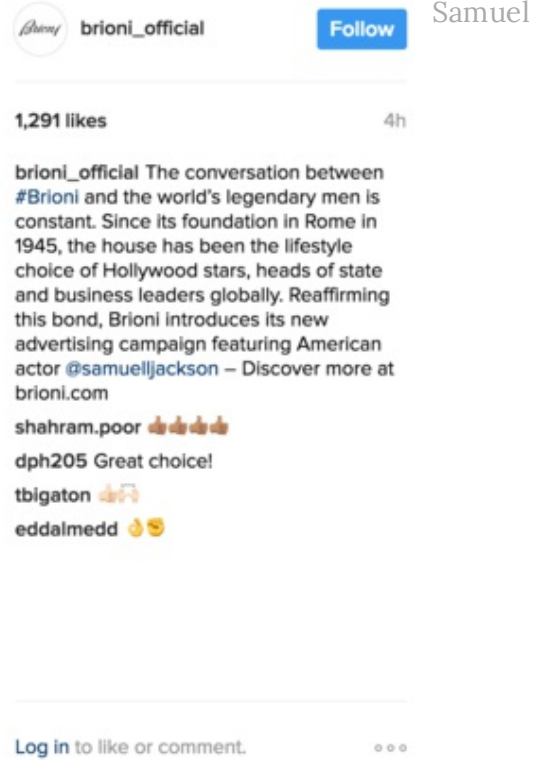 Brioni brioni_official Follow Samuel
1,291 likes 4h
brioni_official The conversation between
#Brioni and the world's legendary men is
constant. Since its foundation in Rome in
1945, the house has been the lifestyle
choice of Hollywood stars, heads of state
and business leaders globally. Reaffirming
this bond, Brioni introduces its new
advertising campaign featuring American
actor @samuelljackson – Discover more at
brioni.com
shahram.poor 👍🏽👍🏽👍🏽👍🏽
dph205 Great choice!
tbigaton 👍🏻🙌🏻
eddalmedd 👌✊
Log in to like or comment.